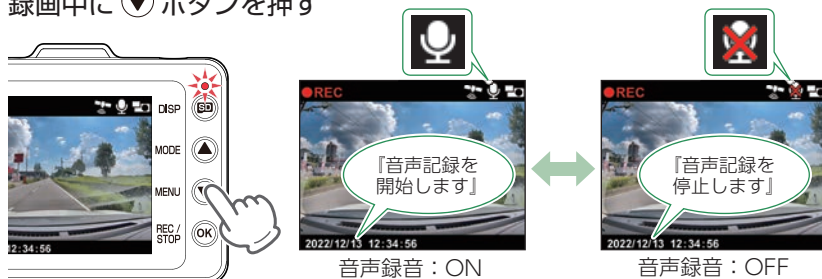 録画中に ▼ ボタンを押す
DISP
SD
MODE
MENU
REC /
STOP
OK
12:34:56
REC
『音声記録を
開始します』
2022/12/13 12:34:56
音声録音：ON
REC
『音声記録を
停止します』
2022/12/13 12:34:56
音声録音：OFF